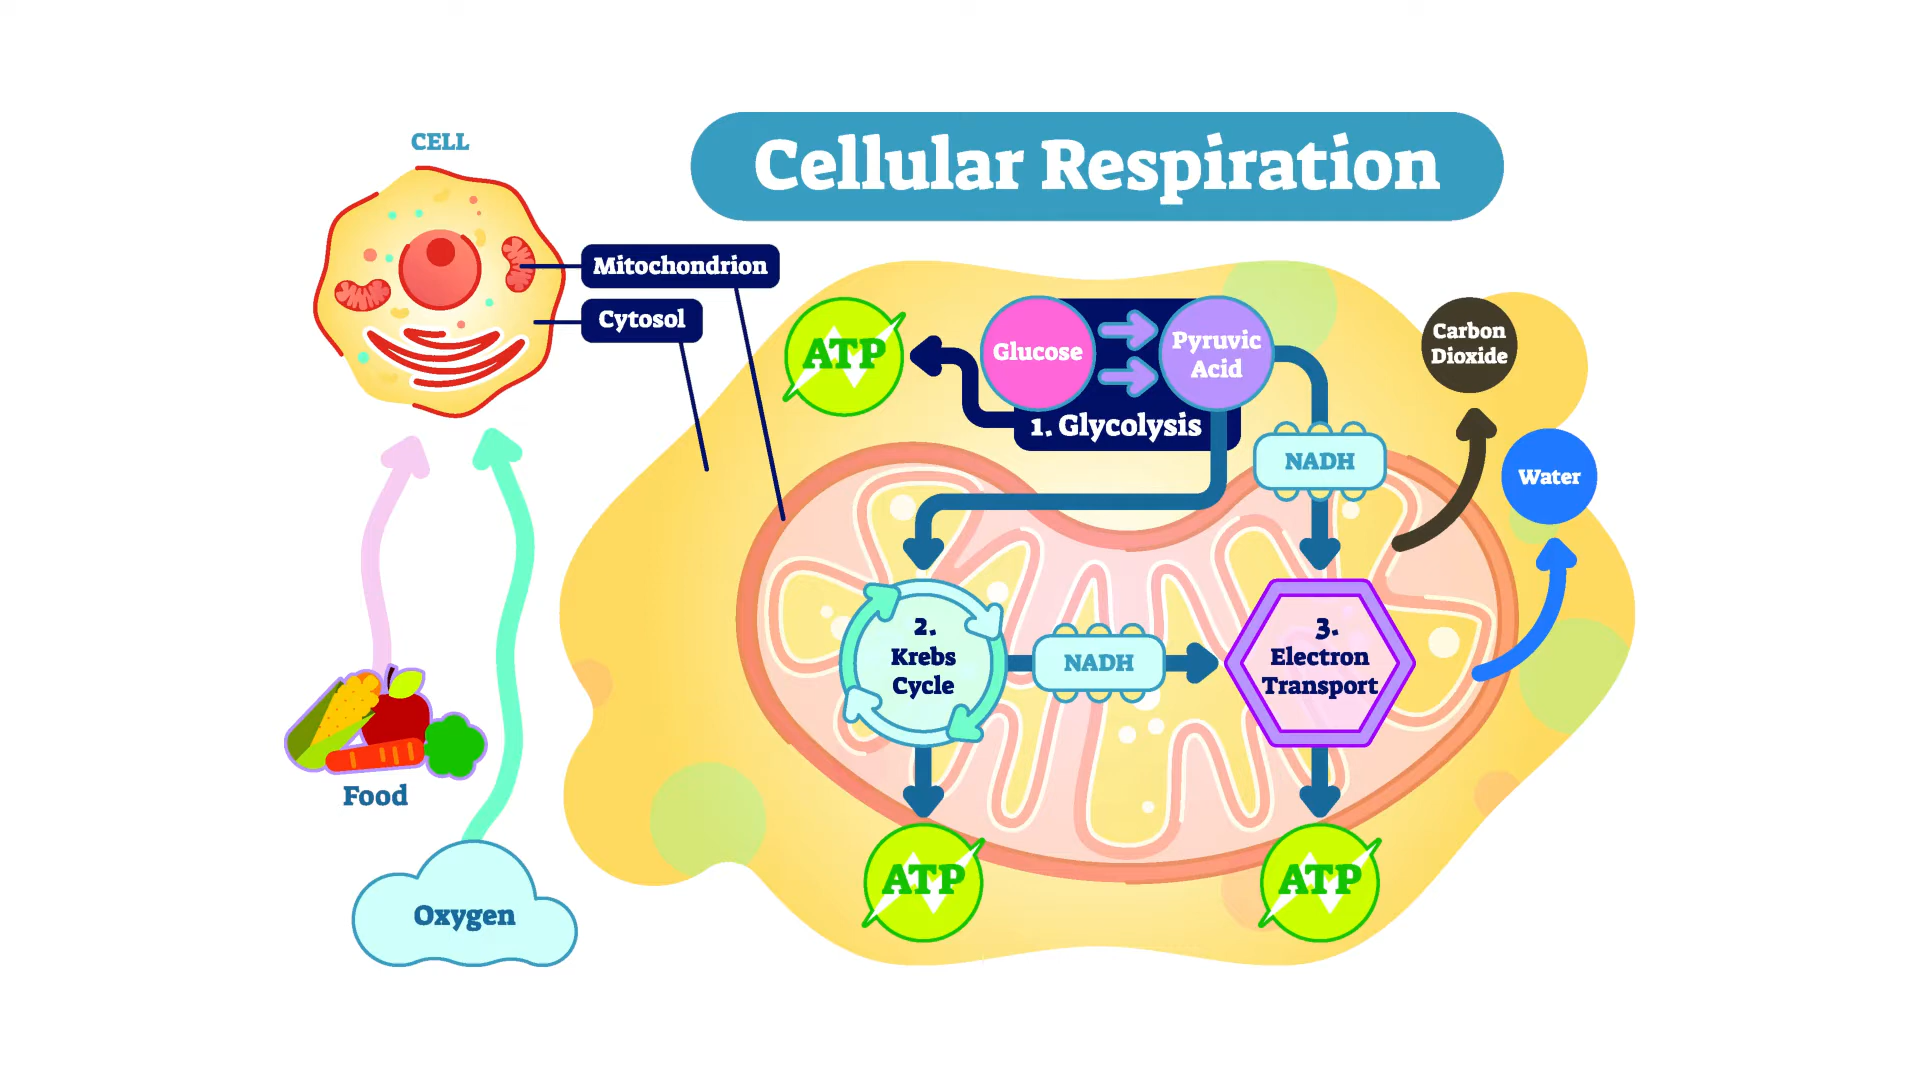 Cellular Respiration
CELL
Mitochondrion
Cytosol
ATP
Glucose
Pyruvic
Acid
1. Glycolysis
Carbon
Dioxide
NADH
Water
2.
Krebs
Cycle
NADH
3.
Electron
Transport
Food
ATP
ATP
Oxygen